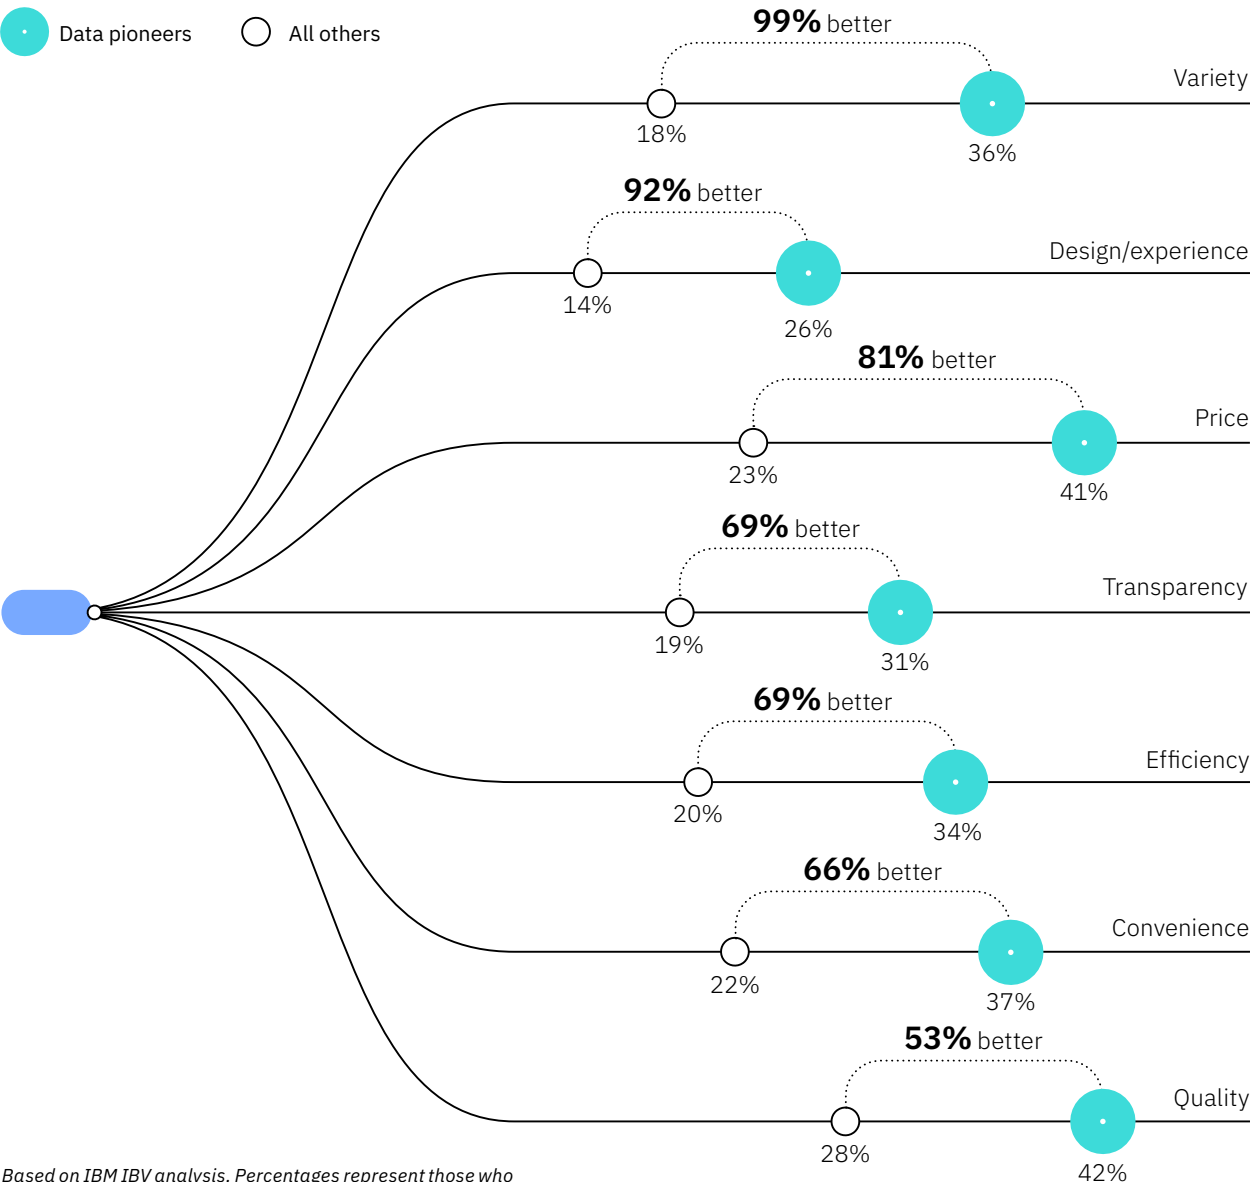 Data pioneers
All others
99% better
Variety
18%
36%
92% better
Design/experience
14%
26%
81% better
Price
23%
41%
69% better
Transparency
19%
31%
69% better
Efficiency
20%
34%
66% better
Convenience
22%
37%
53% better
Quality
28%
42%
Based on IBM IBV analysis. Percentages represent those who